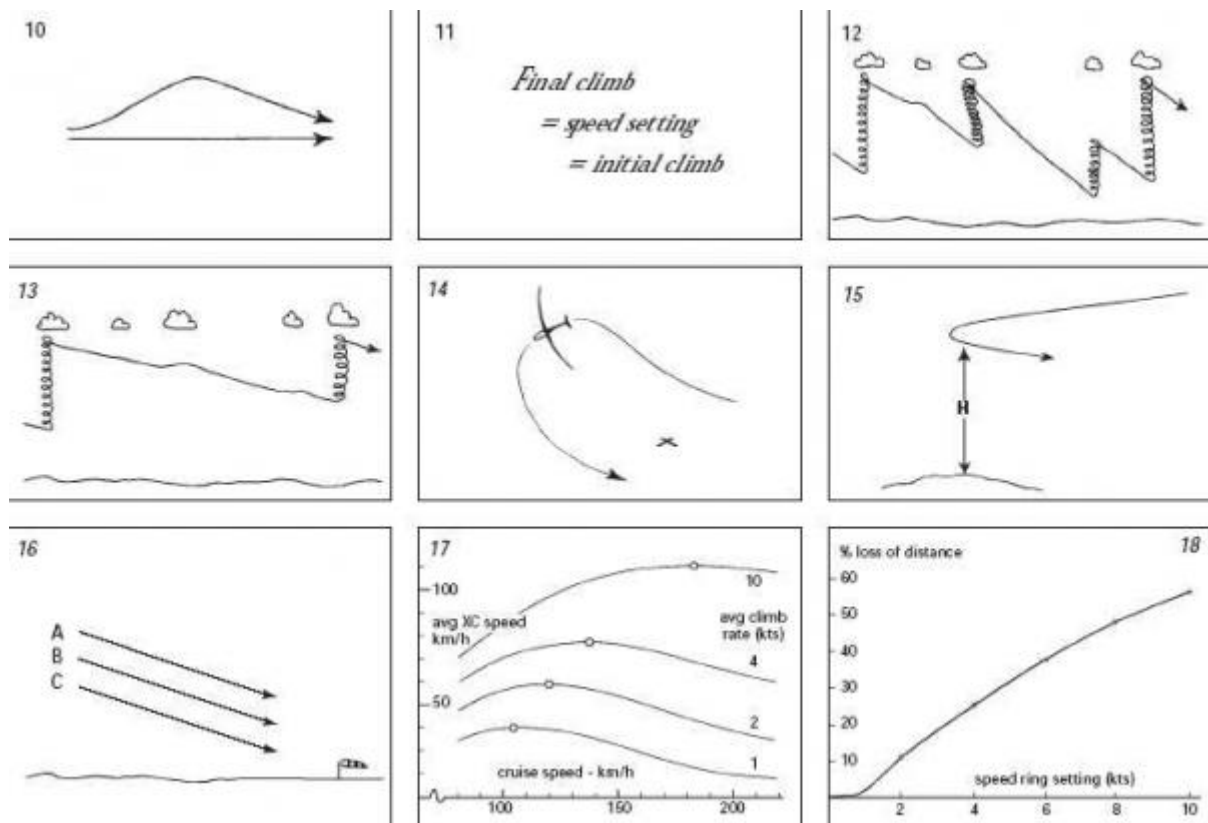 10
11
Final climb
= speed setting
= initial climb
12
13
14
15
H
16
A
B
C
17
100
avg XC speed
km/h
50
10
avg climb
rate (kts)
4
2
1
cruise speed - km/h
100
150
200
18
% loss of distance
60
50
40
30
20
10
speed ring setting (kts)
2
4
6
8
10